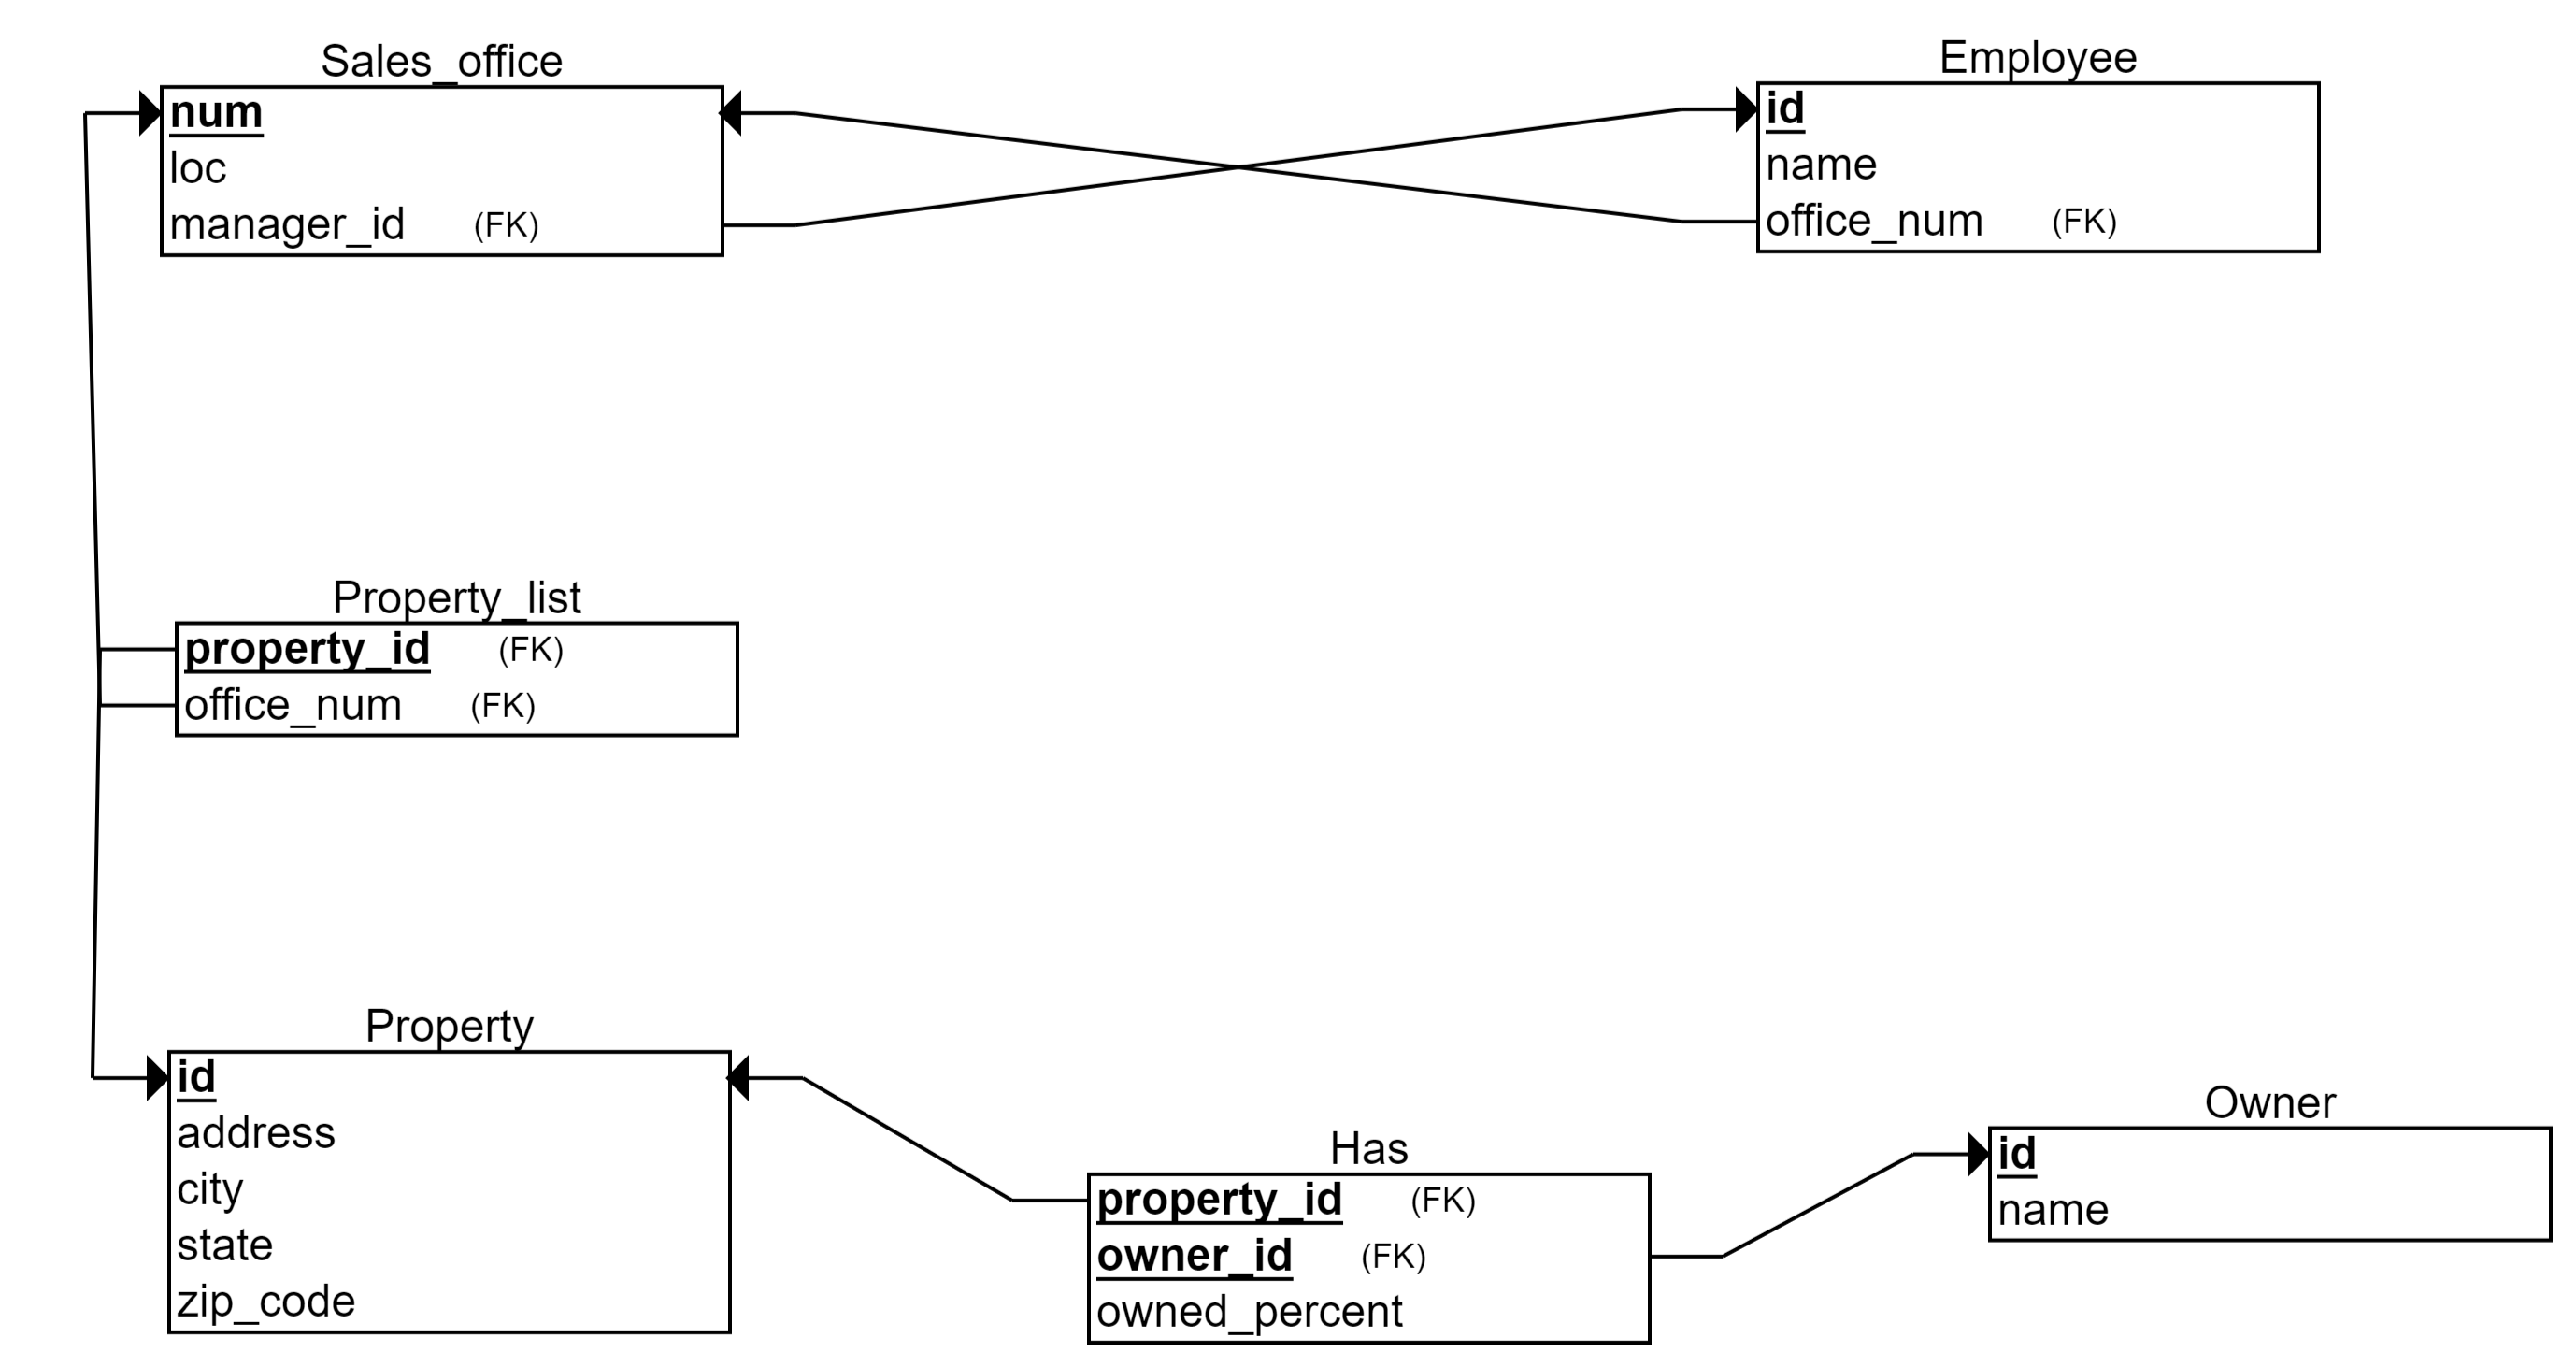 Sales_office
num
loc
manager_id (FK)
Employee
id
name
office_num (FK)
Property_list
property_id (FK)
office_num (FK)
Property
id
address
city
state
zip_code
Has
property_id (FK)
owner_id (FK)
owned_percent
Owner
id
name